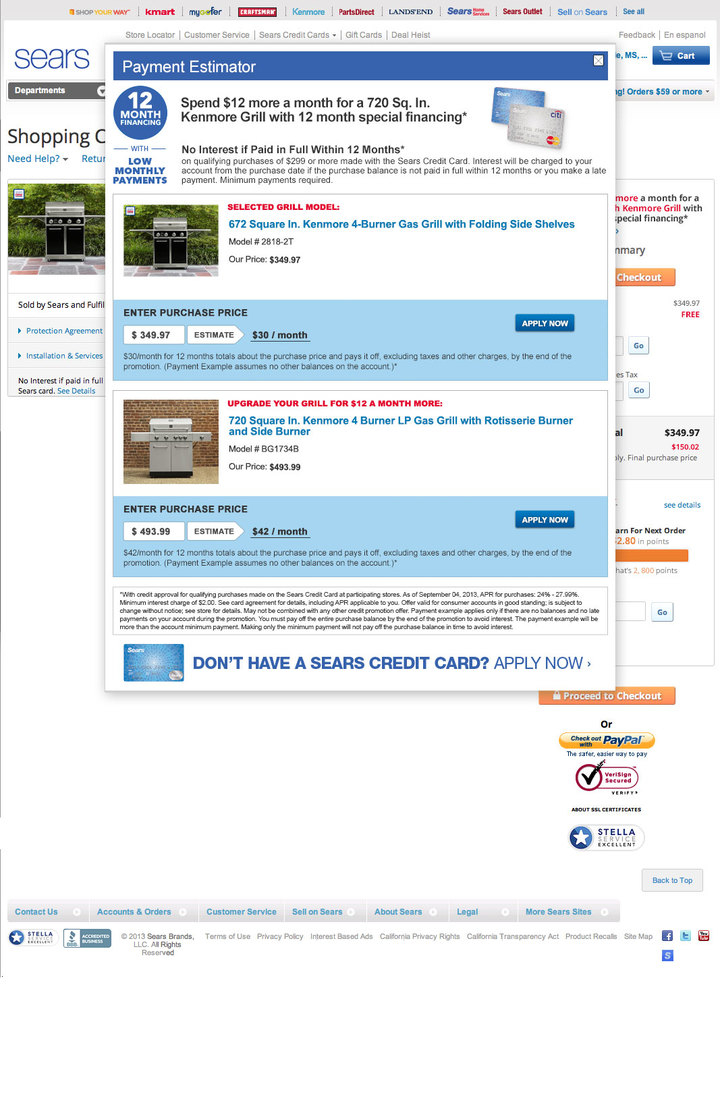 SHOP YOUR WAY
kmart
mygofer
CRAFTSMAN
Kenmore
PartsDirect
LANDS'END
Sears Home Services
Sears Outlet
Sell on Sears
See all
Store Locator
Customer Service
Sears Credit Cards
Gift Cards
Deal Heist
Feedback
En espanol
sears
e, MS, ...
Cart
Departments
ng! Orders $59 or more
Shopping C
Need Help?
Retur
Payment Estimator
12
MONTH
FINANCING
WITH
LOW
MONTHLY
PAYMENTS
Spend $12 more a month for a 720 Sq. In.
Kenmore Grill with 12 month special financing*
Sears
citi
MasterCard
No Interest if Paid in Full Within 12 Months*
on qualifying purchases of $299 or more made with the Sears Credit Card. Interest will be charged to your
account from the purchase date if the purchase balance is not paid in full within 12 months or you make a late
payment. Minimum payments required.
SELECTED GRILL MODEL:
672 Square In. Kenmore 4-Burner Gas Grill with Folding Side Shelves
Model # 2818-2T
Our Price: $349.97
ENTER PURCHASE PRICE
$ 349.97
ESTIMATE
$30 / month
APPLY NOW
$30/month for 12 months totals about the purchase price and pays it off, excluding taxes and other charges, by the end of the
promotion. (Payment Example assumes no other balances on the account.)*
UPGRADE YOUR GRILL FOR $12 A MONTH MORE:
720 Square In. Kenmore 4 Burner LP Gas Grill with Rotisserie Burner
and Side Burner
Model # BG1734B
Our Price: $493.99
ENTER PURCHASE PRICE
$ 493.99
ESTIMATE
$42 / month
APPLY NOW
$42/month for 12 months totals about the purchase price and pays it off, excluding taxes and other charges, by the end of the
promotion. (Payment Example assumes no other balances on the account.)*
*With credit approval for qualifying purchases made on the Sears Credit Card at participating stores. As of September 04, 2013, APR for purchases: 24% - 27.99%.
Minimum interest charge of $2.00. See card agreement for details, including APR applicable to you. Offer valid for consumer accounts in good standing; is subject to
change without notice; see store for details. May not be combined with any other credit promotion offer. Payment example applies only if there are no balances and no late
payments on your account during the promotion. You must pay off the entire purchase balance by the end of the promotion to avoid interest. The payment example will be
more than the account minimum payment. Making only the minimum payment will not pay off the purchase balance in time to avoid interest.
Sears
DON'T HAVE A SEARS CREDIT CARD? APPLY NOW ›
Sold by Sears and Fulfil
Protection Agreement
Installation & Services
No Interest if paid in full
Sears card. See Details
more a month for a
h Kenmore Grill with
special financing*
mmary
Checkout
$349.97
FREE
Go
es Tax
Go
al
$349.97
$150.02
ly. Final purchase price
see details
arn For Next Order
$2.80 in points
hat's 2,800 points
Go
Proceed to Checkout
Or
Check out with PayPal
The safer, easier way to pay
VeriSign
Secured
VERIFY
ABOUT SSL CERTIFICATES
STELLA
SERVICE
EXCELLENT
Back to Top
Contact Us
Accounts & Orders
Customer Service
Sell on Sears
About Sears
Legal
More Sears Sites
STELLA
SERVICE
EXCELLENT
BBB
ACCREDITED
BUSINESS
© 2013 Sears Brands,
LLC. All Rights
Reserved
Terms of Use
Privacy Policy
Interest Based Ads
California Privacy Rights
California Transparency Act
Product Recalls
Site Map
You